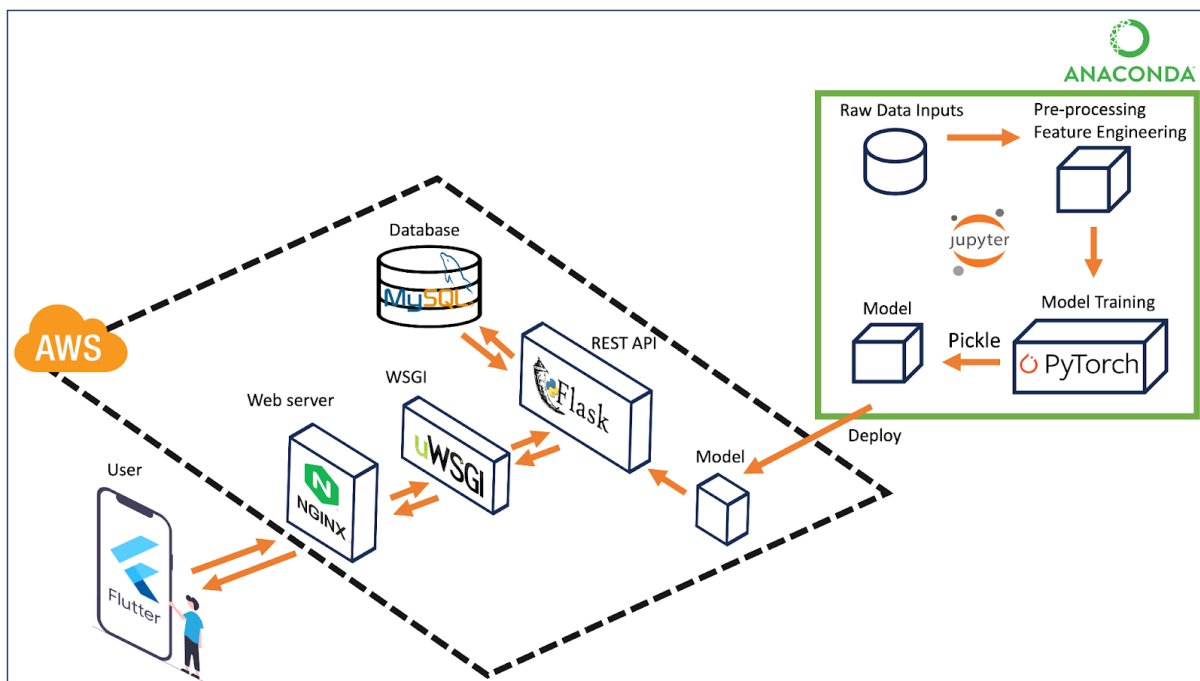 ANACONDA
Raw Data Inputs
Pre-processing
Feature Engineering
Jupyter
Model Training
PyTorch
Pickle
Model
Deploy
Database
MySQL
REST API
Flask
WSGI
uWSGI
Model
AWS
Web server
NGINX
User
Flutter